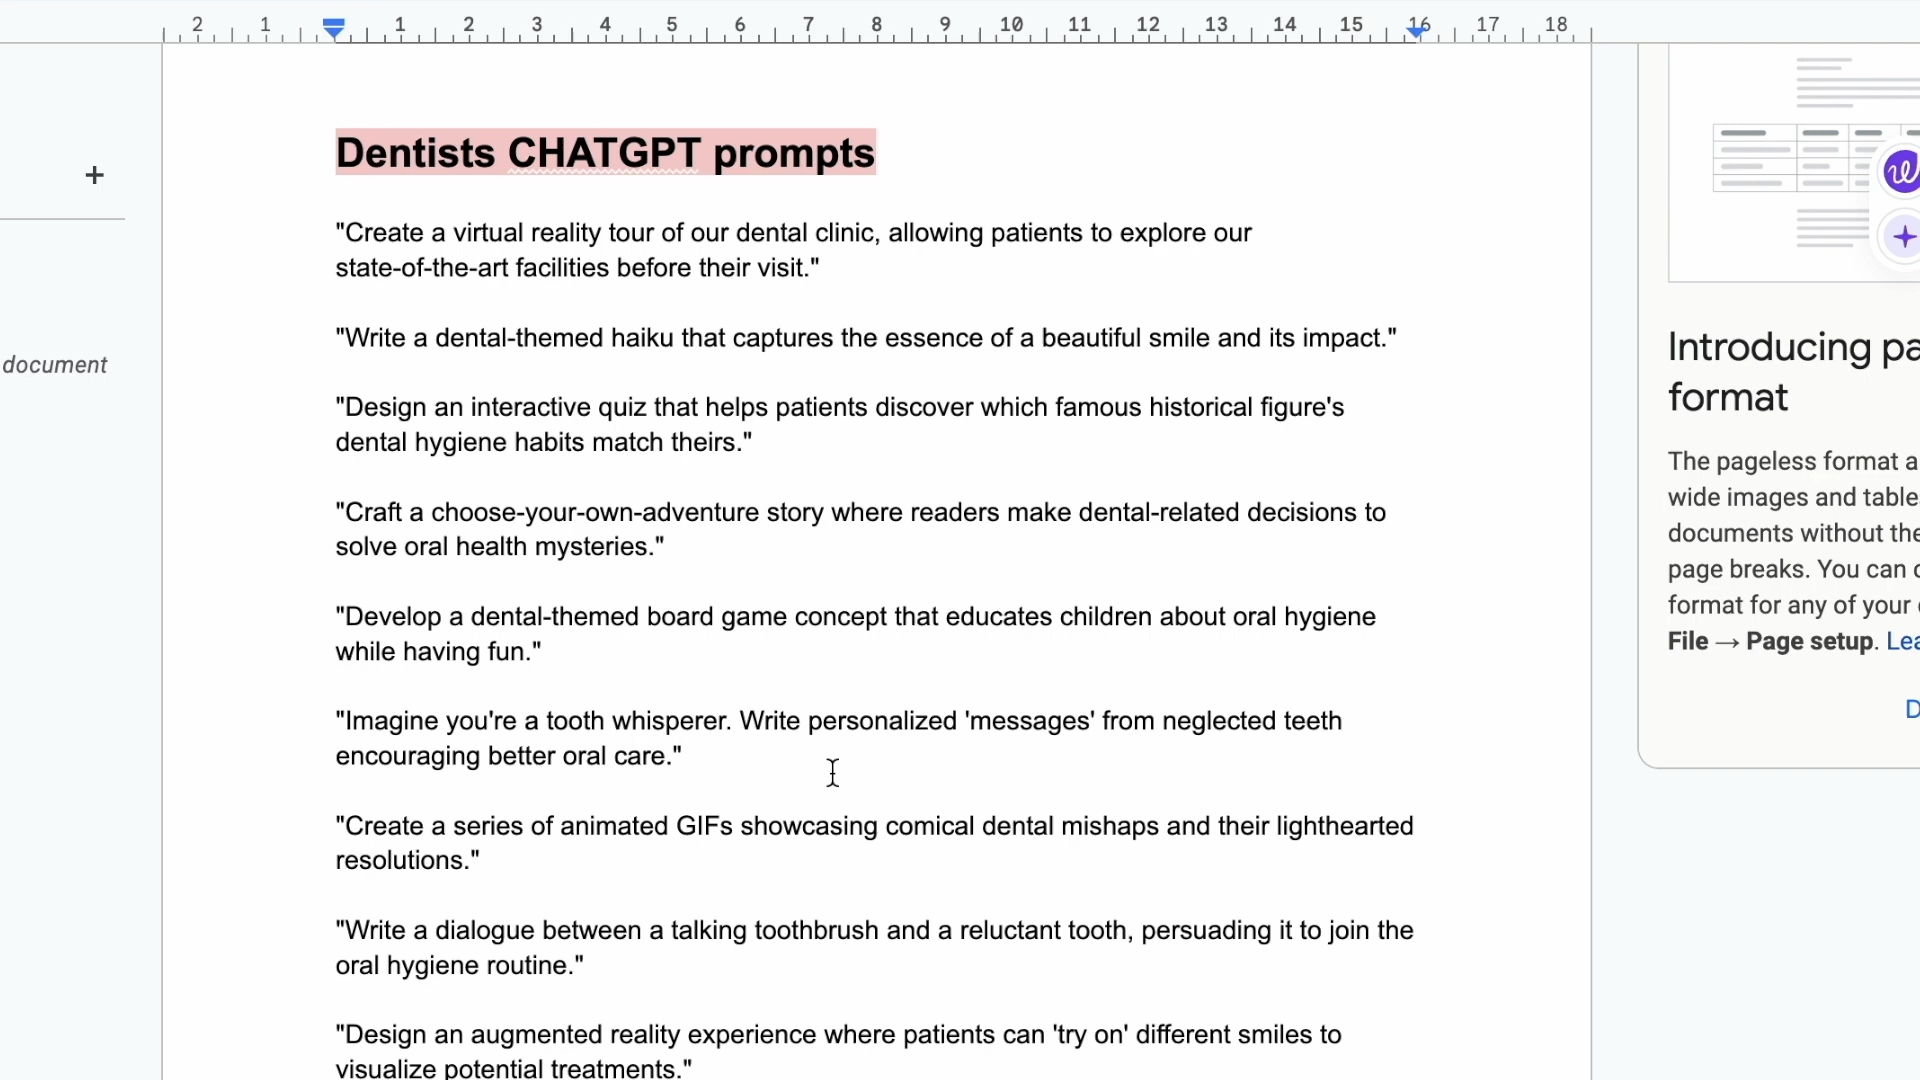 2 1 1 2 3 4 5 6 7 8 9 10 11 12 13 14 15 16 17 18
Dentists CHATGPT prompts
"Create a virtual reality tour of our dental clinic, allowing patients to explore our
state-of-the-art facilities before their visit."
"Write a dental-themed haiku that captures the essence of a beautiful smile and its impact."
"Design an interactive quiz that helps patients discover which famous historical figure's
dental hygiene habits match theirs."
"Craft a choose-your-own-adventure story where readers make dental-related decisions to
solve oral health mysteries."
"Develop a dental-themed board game concept that educates children about oral hygiene
while having fun."
"Imagine you're a tooth whisperer. Write personalized 'messages' from neglected teeth
encouraging better oral care."
"Create a series of animated GIFs showcasing comical dental mishaps and their lighthearted
resolutions."
"Write a dialogue between a talking toothbrush and a reluctant tooth, persuading it to join the
oral hygiene routine."
"Design an augmented reality experience where patients can 'try on' different smiles to
visualize potential treatments."
document
Introducing pa
format
The pageless format a
wide images and table
documents without the
page breaks. You can
format for any of your
File → Page setup. Lea
D